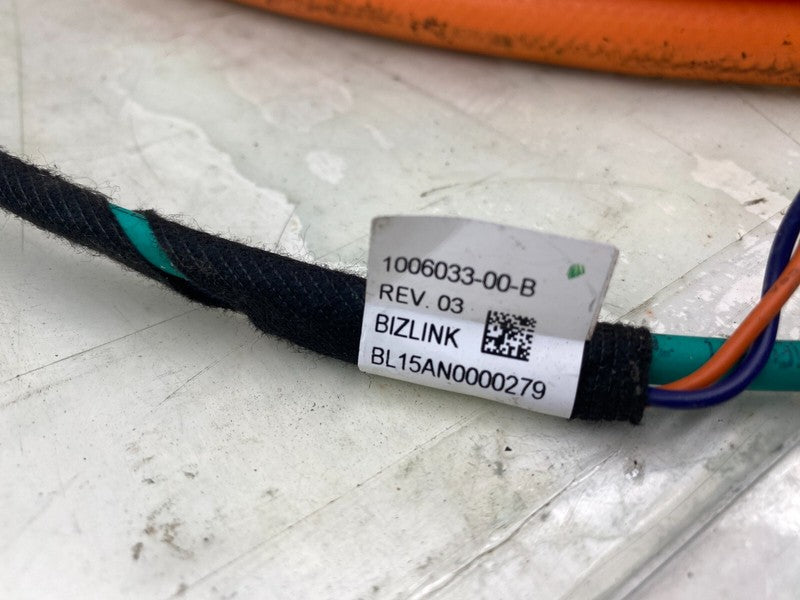 1006033-00-B
REV. 03
BIZLINK
BL15AN0000279